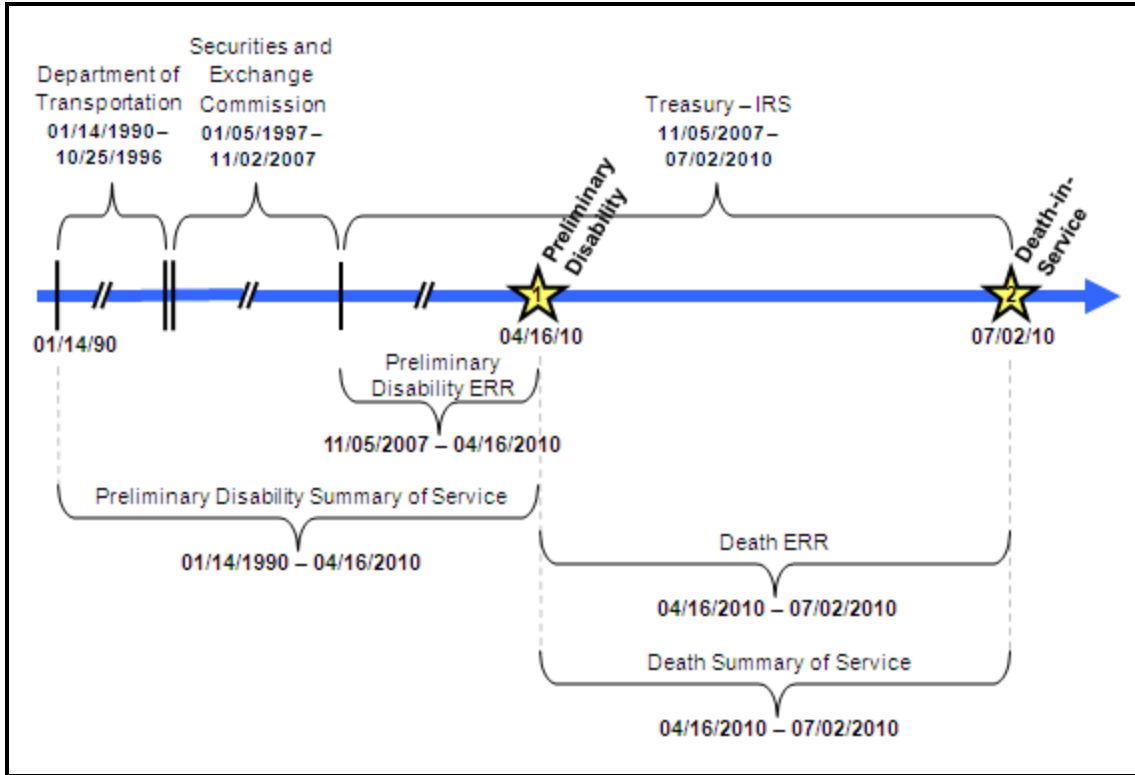 Department of
Transportation
01/14/1990–
10/25/1996
Securities and
Exchange
Commission
01/05/1997–
11/02/2007
Treasury – IRS
11/05/2007–
07/02/2010
Preliminary
Disability
Death-in-
Service
1
2
01/14/90
04/16/10
07/02/10
Preliminary
Disability ERR
11/05/2007 – 04/16/2010
Preliminary Disability Summary of Service
01/14/1990 – 04/16/2010
Death ERR
04/16/2010 – 07/02/2010
Death Summary of Service
04/16/2010 – 07/02/2010